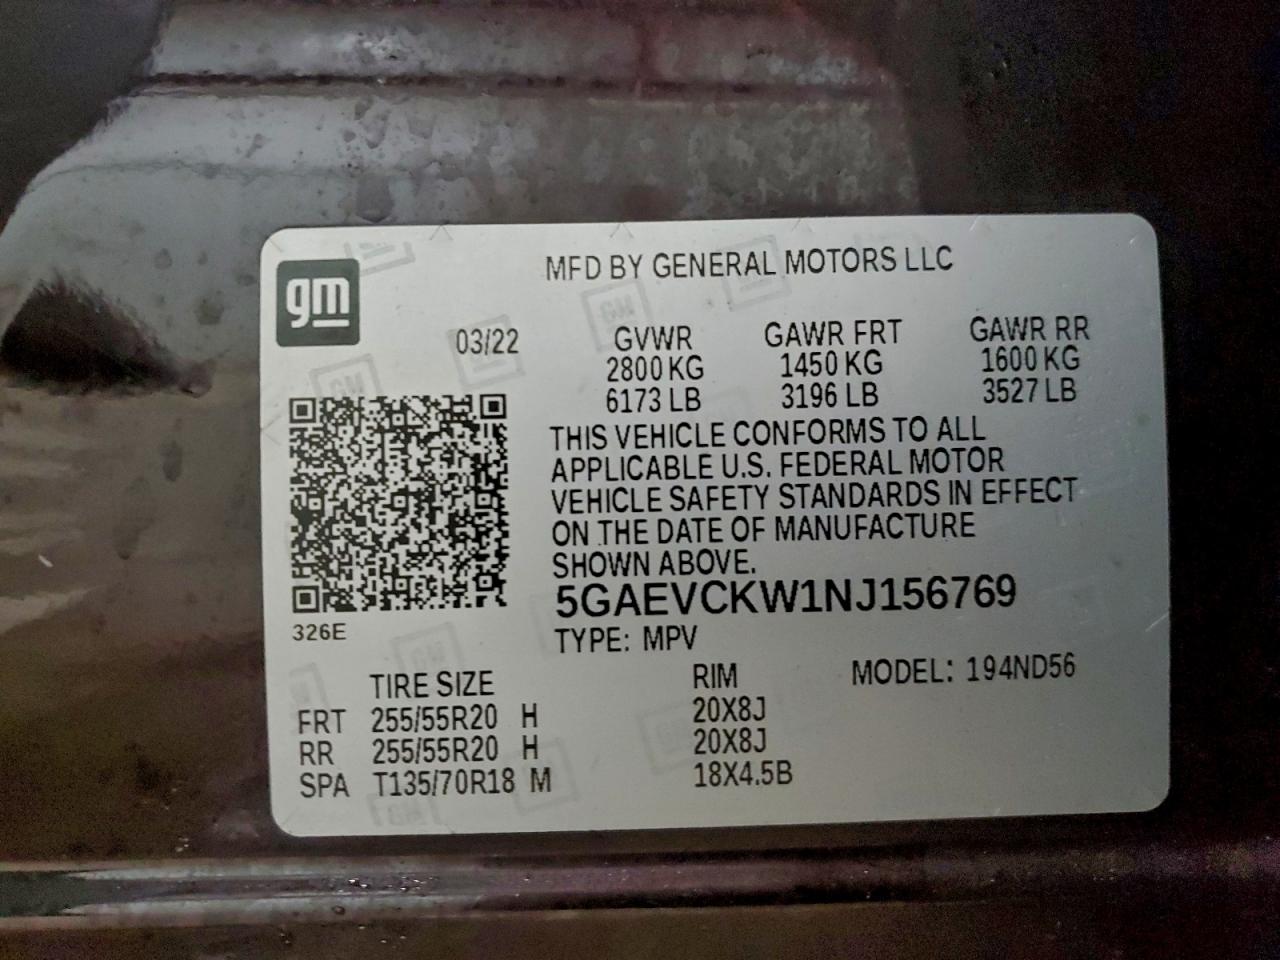 gm
MFD BY GENERAL MOTORS LLC
03/22 GVWR GAWR FRT GAWR RR
2800 KG 1450 KG 1600 KG
6173 LB 3196 LB 3527 LB
THIS VEHICLE CONFORMS TO ALL
APPLICABLE U.S. FEDERAL MOTOR
VEHICLE SAFETY STANDARDS IN EFFECT
ON THE DATE OF MANUFACTURE
SHOWN ABOVE.
5GAEVCKW1NJ156769
326E
TYPE: MPV
TIRE SIZE RIM MODEL: 194ND56
FRT 255/55R20 H 20X8J
RR 255/55R20 H 20X8J
SPA T135/70R18 M 18X4.5B